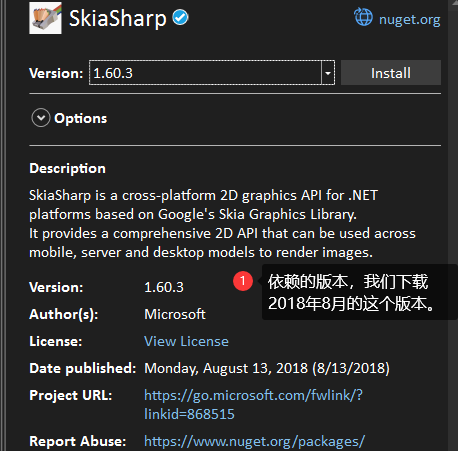 SkiaSharp
nuget.org
Version: 1.60.3 Install
Options
Description
SkiaSharp is a cross-platform 2D graphics API for .NET
platforms based on Google's Skia Graphics Library.
It provides a comprehensive 2D API that can be used across
mobile, server and desktop models to render images.
Version: 1.60.3
1 依赖的版本，我们下载
2018年8月的这个版本。
Author(s): Microsoft
License: View License
Date published: Monday, August 13, 2018 (8/13/2018)
Project URL: https://go.microsoft.com/fwlink/?
linkid=868515
Report Abuse: https://www.nuget.org/packages/